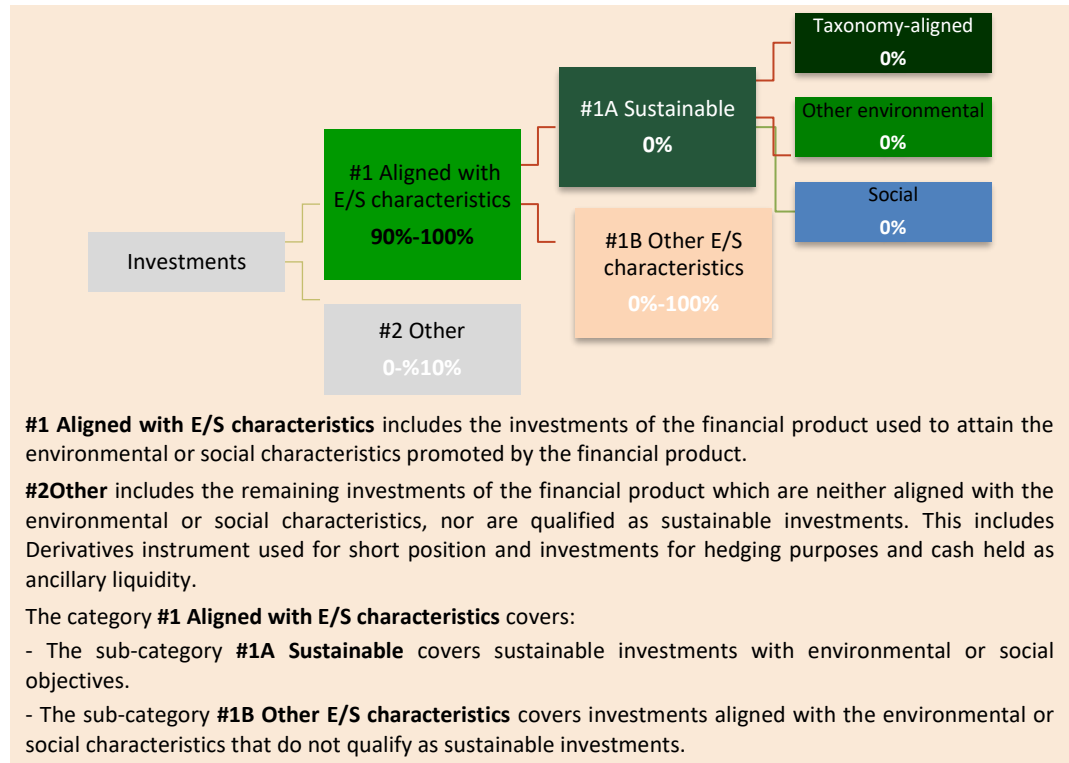 Taxonomy-aligned
0%
#1A Sustainable
0%
Other environmental
0%
Social
0%
#1 Aligned with
E/S characteristics
90%-100%
#1B Other E/S
characteristics
0%-100%
Investments
#2 Other
0-%10%
#1 Aligned with E/S characteristics includes the investments of the financial product used to attain the
environmental or social characteristics promoted by the financial product.
#2Other includes the remaining investments of the financial product which are neither aligned with the
environmental or social characteristics, nor are qualified as sustainable investments. This includes
Derivatives instrument used for short position and investments for hedging purposes and cash held as
ancillary liquidity.
The category #1 Aligned with E/S characteristics covers:
- The sub-category #1A Sustainable covers sustainable investments with environmental or social
objectives.
- The sub-category #1B Other E/S characteristics covers investments aligned with the environmental or
social characteristics that do not qualify as sustainable investments.